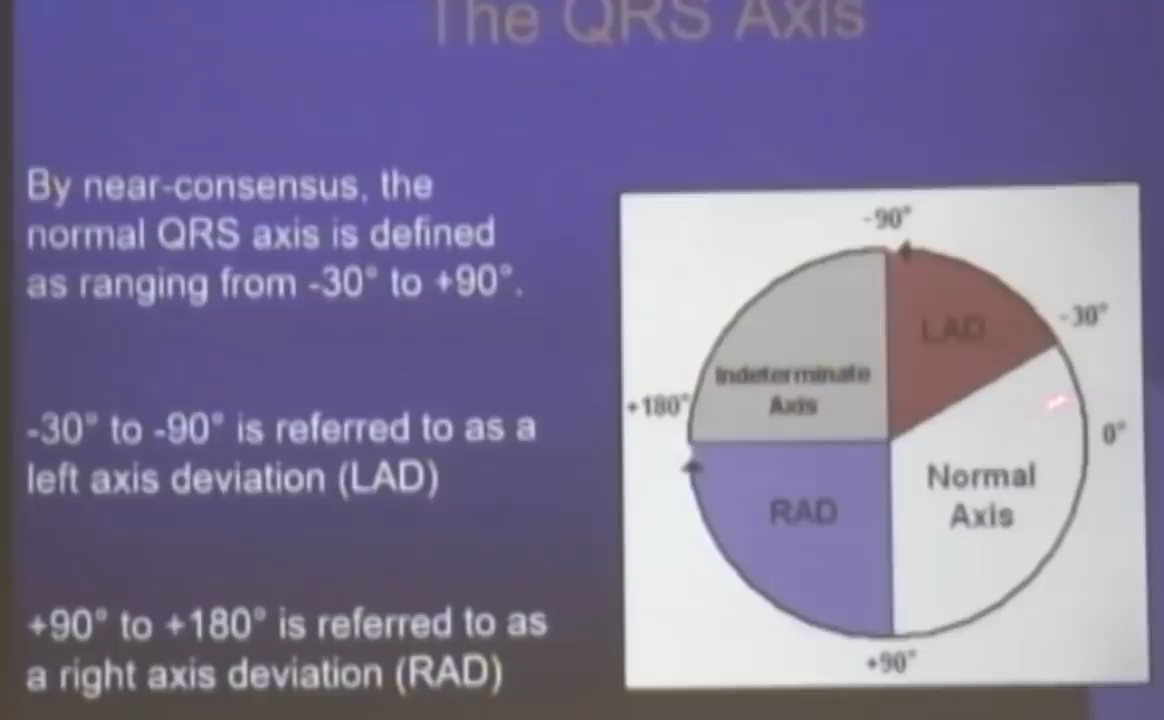 The QRS Axis
By near-consensus, the
normal QRS axis is defined
as ranging from -30° to +90°.
-30° to -90° is referred to as a
left axis deviation (LAD)
+90° to +180° is referred to as
a right axis deviation (RAD)
-90°
-30°
LAD
Indeterminate
Axis
+180°
0°
Normal
Axis
RAD
+90°